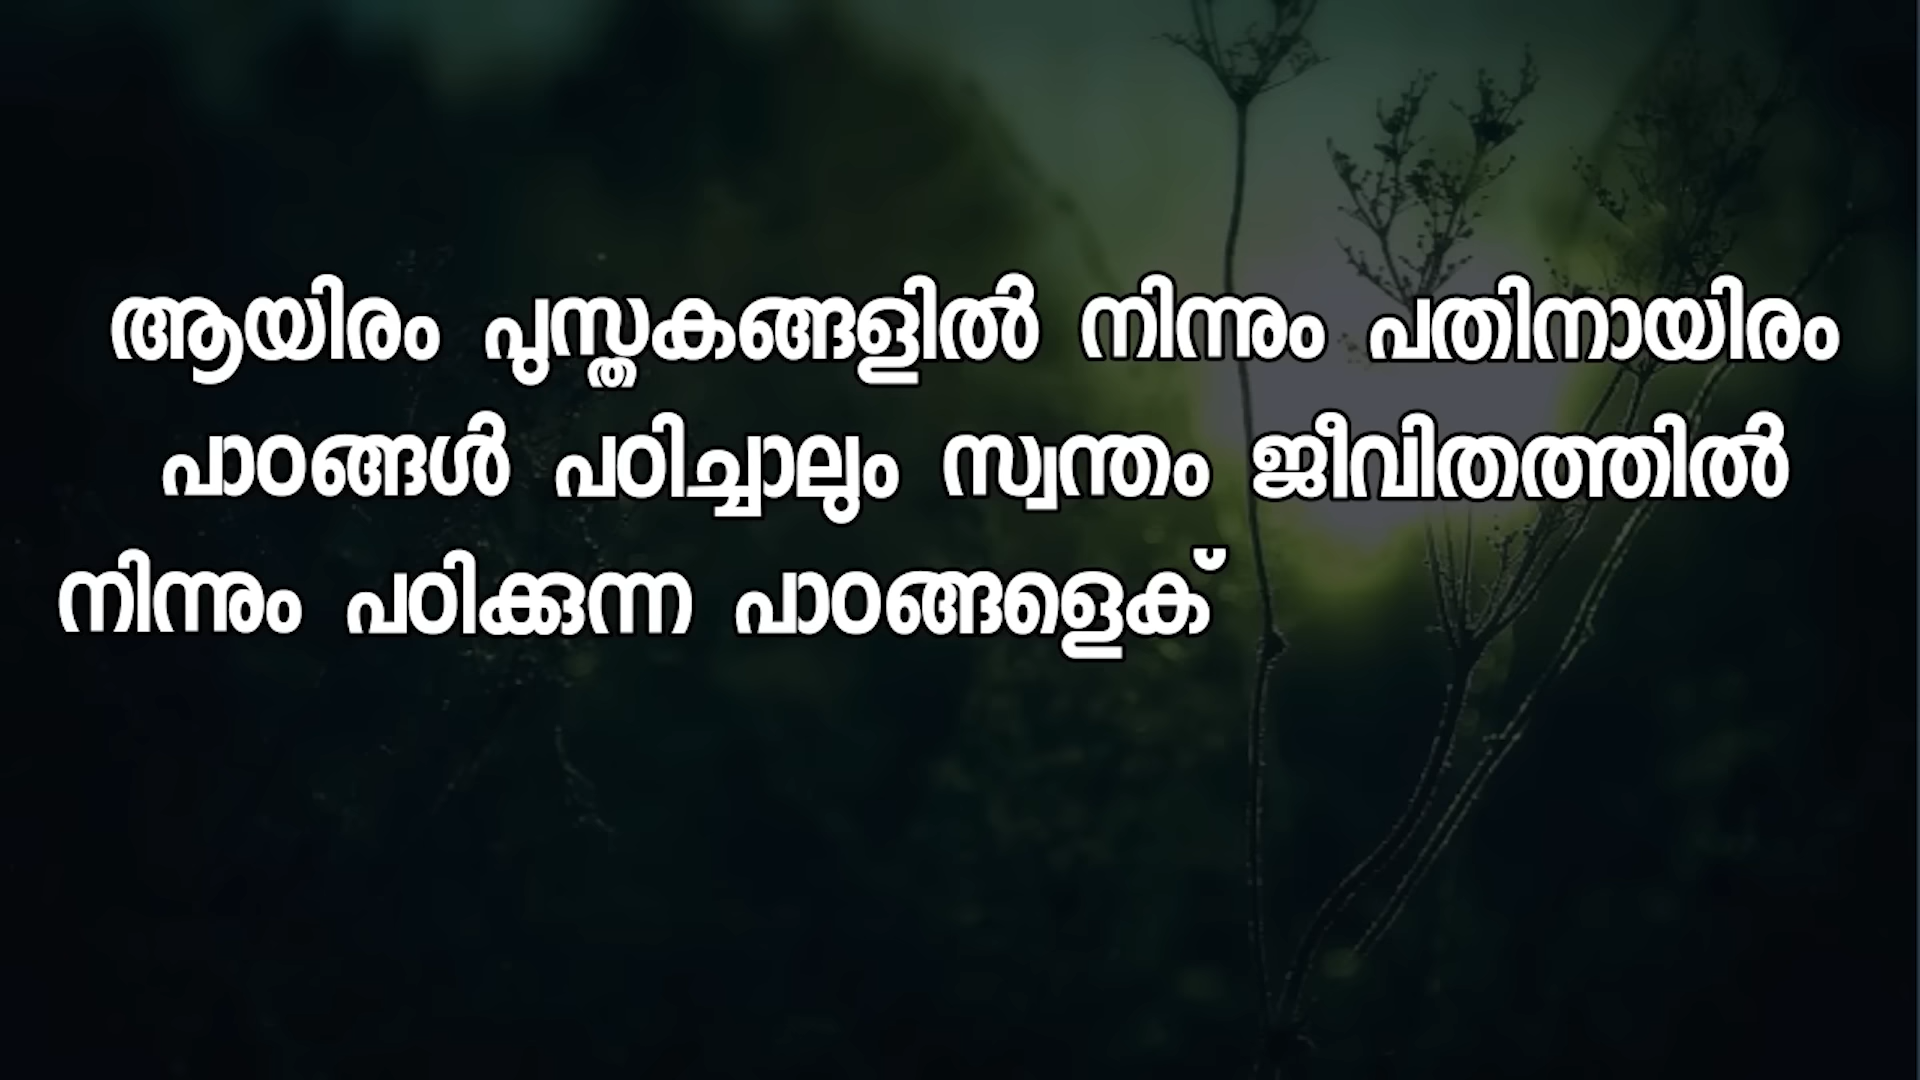 ആയിരം പുസ്തകങ്ങളിൽ നിന്നും പതിനായിരം
പാഠങ്ങൾ പഠിച്ചാലും സ്വന്തം ജീവിതത്തിൽ
നിന്നും പഠിക്കുന്ന പാഠങ്ങളെക്